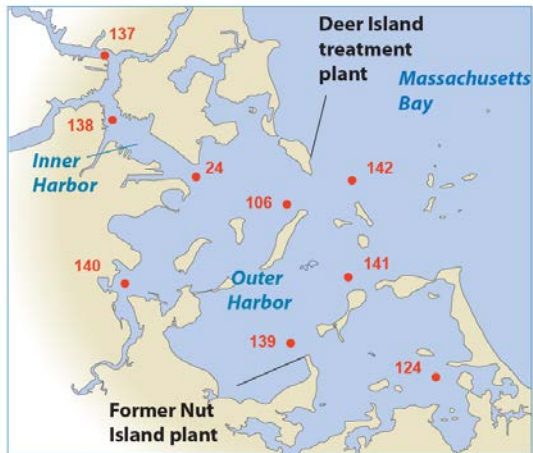 137
Deer Island
treatment
plant
Massachusetts
Bay
138
Inner
Harbor
24
142
106
140
Outer
Harbor
141
139
124
Former Nut
Island plant